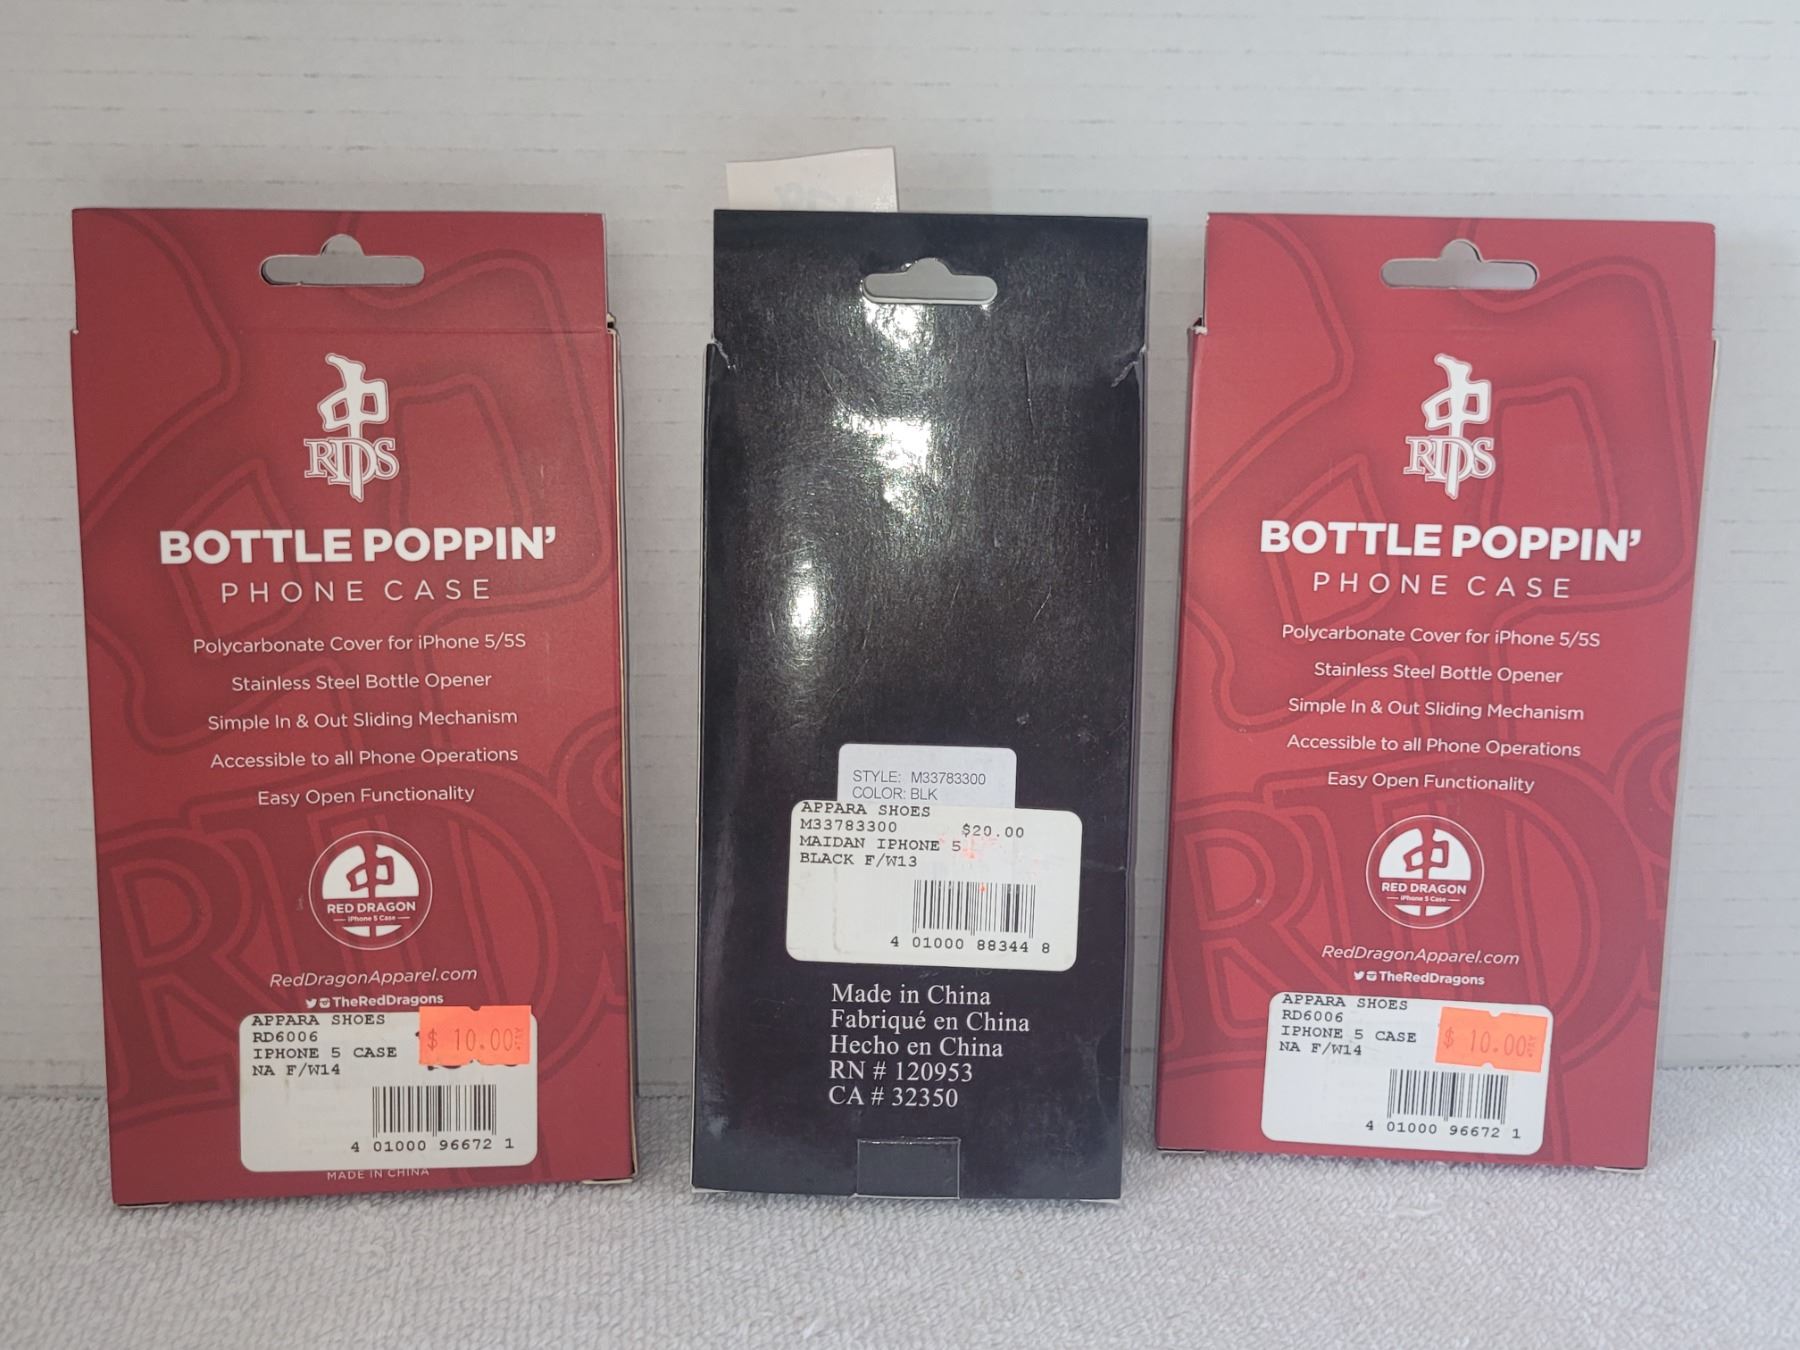 RDS
BOTTLE POPPIN'
PHONE CASE
Polycarbonate Cover for iPhone 5/5S
Stainless Steel Bottle Opener
Simple In & Out Sliding Mechanism
Accessible to all Phone Operations
Easy Open Functionality
RED DRAGON
iPhone 5 Case
RedDragonApparel.com
TheRedDragons
APPARA SHOES
RD6006
IPHONE 5 CASE
NA F/W14
$ 10.00
4 01000 96672 1
MADE IN CHINA
STYLE: M33783300
COLOR: BLK
APPARA SHOES
M33783300 $20.00
MAIDAN IPHONE 5
BLACK F/W13
4 01000 88344 8
Made in China
Fabriqué en China
Hecho en China
RN # 120953
CA # 32350
RDS
BOTTLE POPPIN'
PHONE CASE
Polycarbonate Cover for iPhone 5/5S
Stainless Steel Bottle Opener
Simple In & Out Sliding Mechanism
Accessible to all Phone Operations
Easy Open Functionality
RED DRAGON
iPhone 5 Case
RedDragonApparel.com
TheRedDragons
APPARA SHOES
RD6006
IPHONE 5 CASE
NA F/W14
$ 10.00
4 01000 96672 1